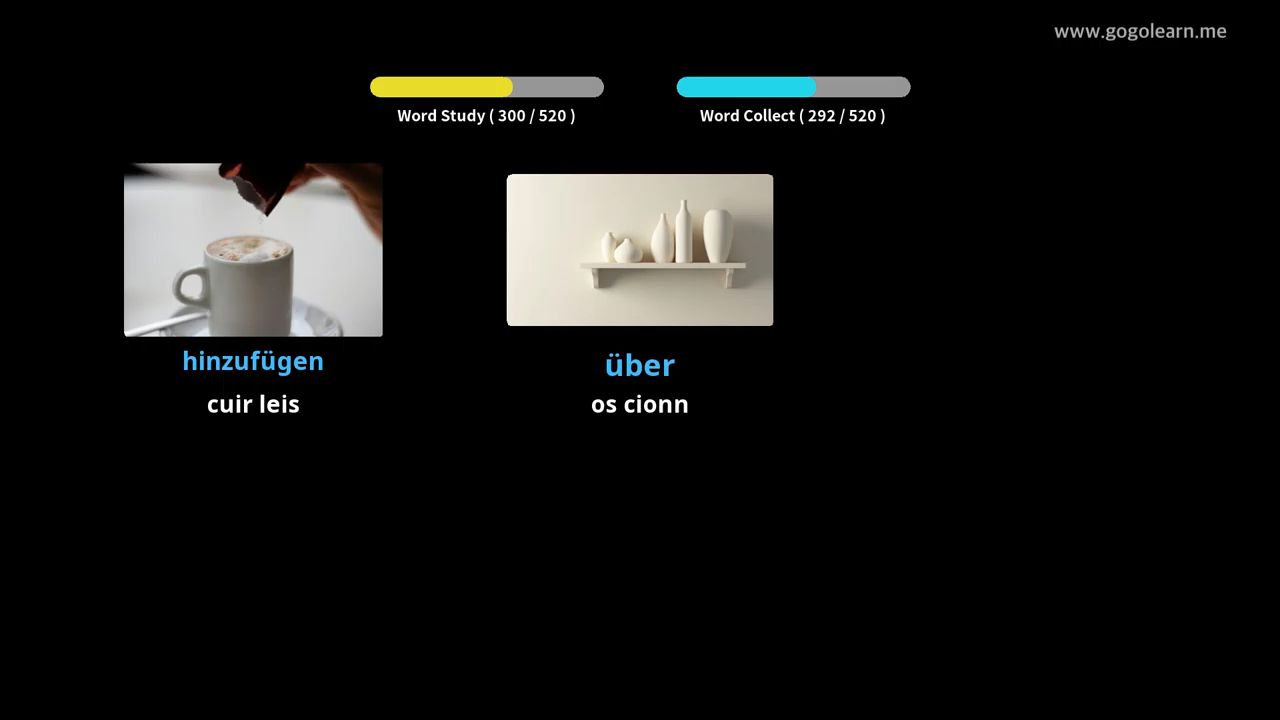 www.gogolearn.me
Word Study ( 300 / 520 )
Word Collect ( 292 / 520 )
hinzufügen
cuir leis
über
os cionn